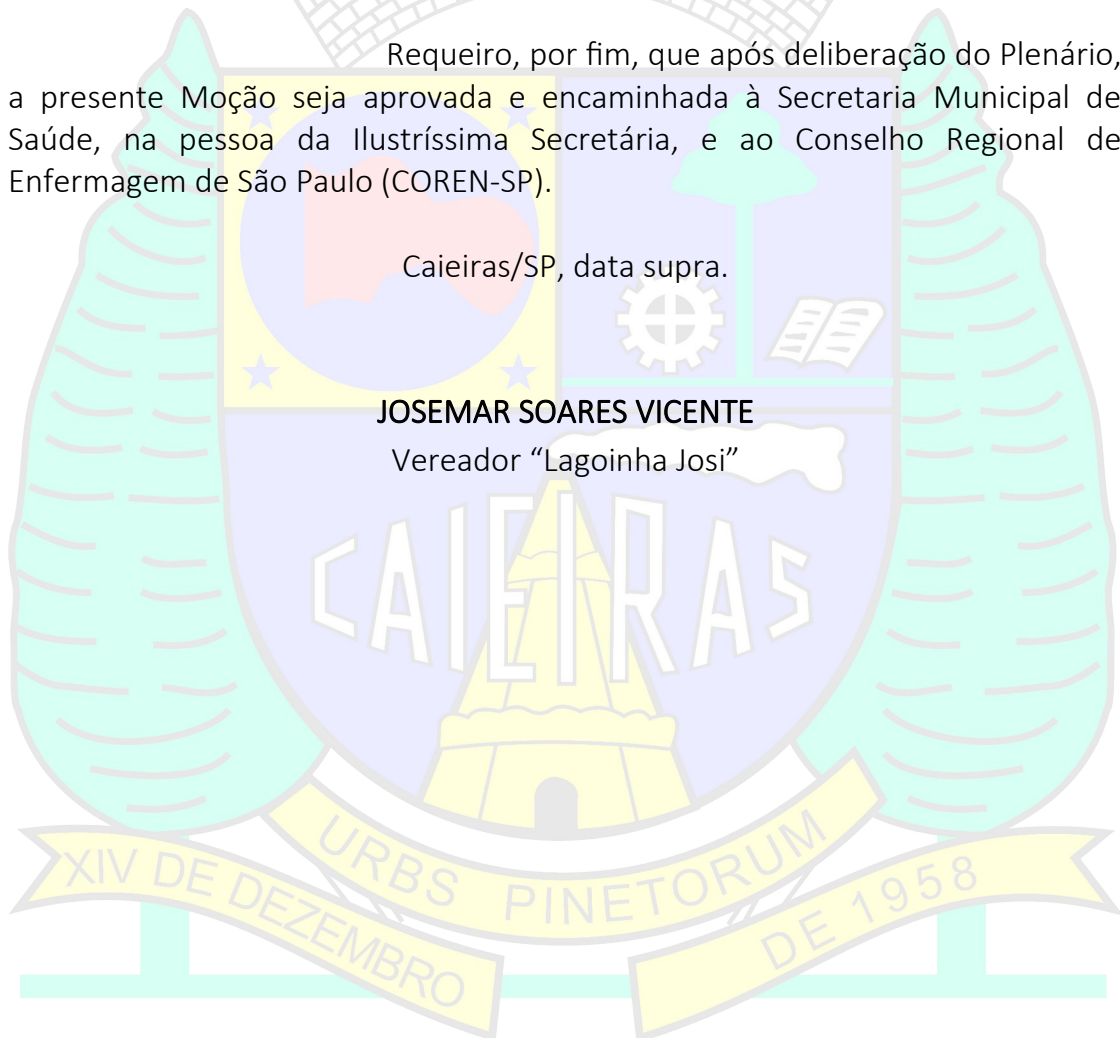 Requeiro, por fim, que após deliberação do Plenário,
a presente Moção seja aprovada e encaminhada à Secretaria Municipal de
Saúde, na pessoa da Ilustríssima Secretária, e ao Conselho Regional de
Enfermagem de São Paulo (COREN-SP).
Caieiras/SP, data supra.
JOSEMAR SOARES VICENTE
Vereador “Lagoinha Josi”
CAIEIRAS
URBS PINETORUM
XIV DE DEZEMBRO DE 1958